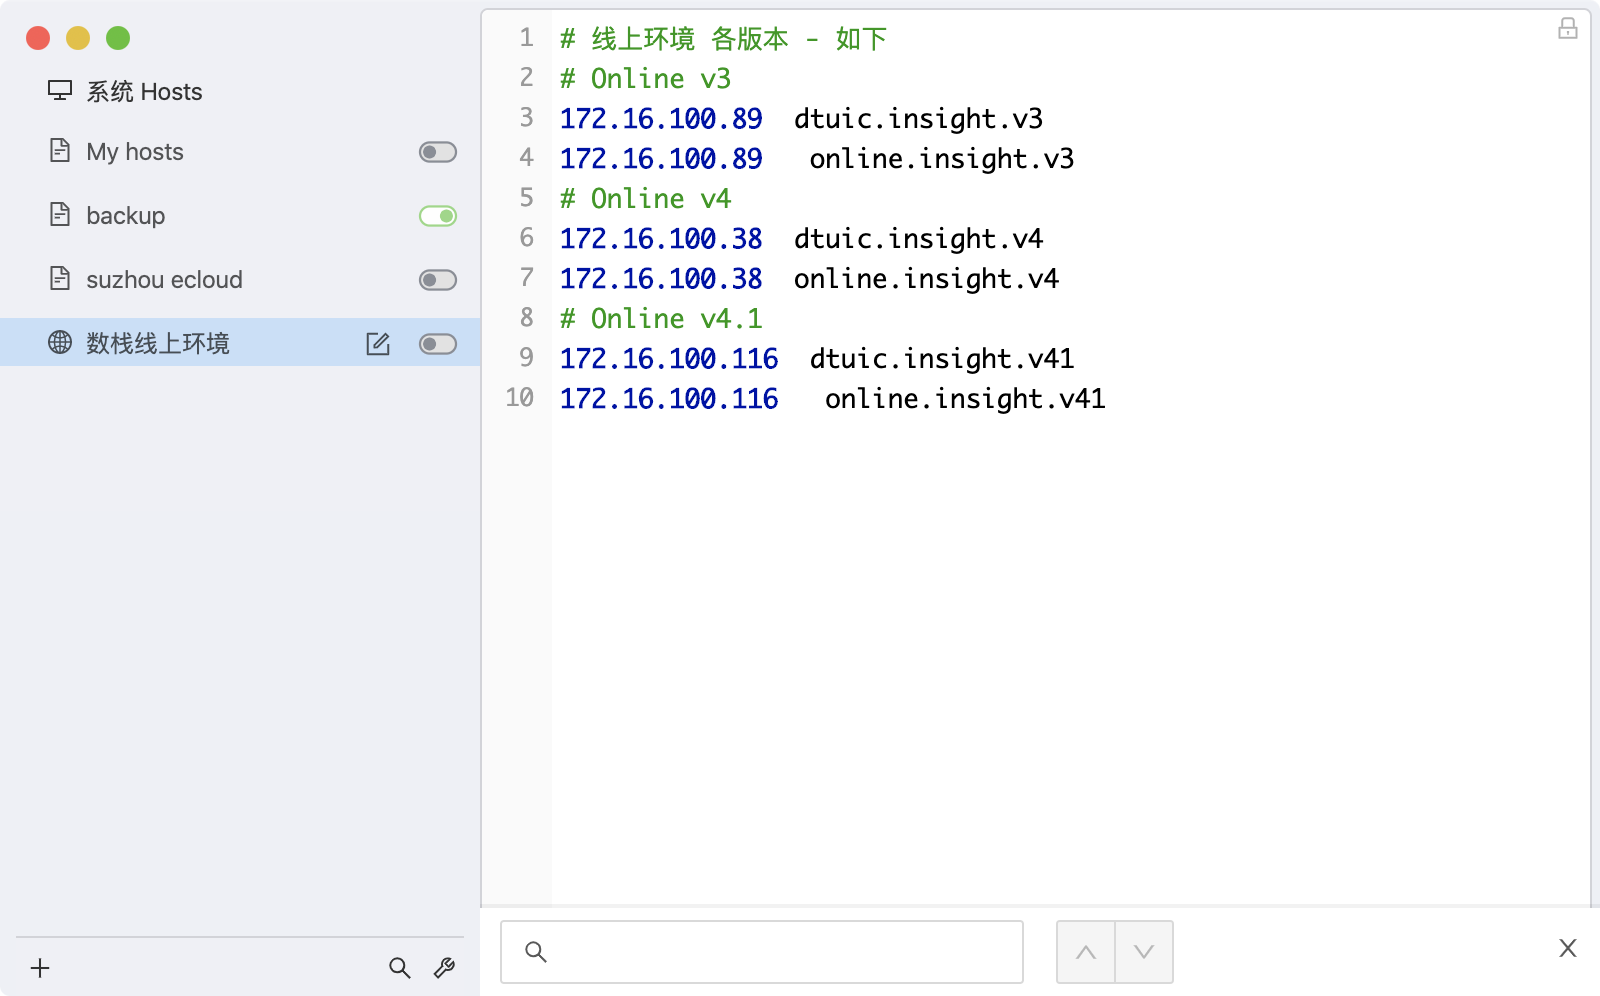 系统 Hosts
My hosts
backup
suzhou ecloud
数栈线上环境
1 # 线上环境 各版本 - 如下
2 # Online v3
3 172.16.100.89  dtuic.insight.v3
4 172.16.100.89   online.insight.v3
5 # Online v4
6 172.16.100.38  dtuic.insight.v4
7 172.16.100.38  online.insight.v4
8 # Online v4.1
9 172.16.100.116  dtuic.insight.v41
10 172.16.100.116   online.insight.v41